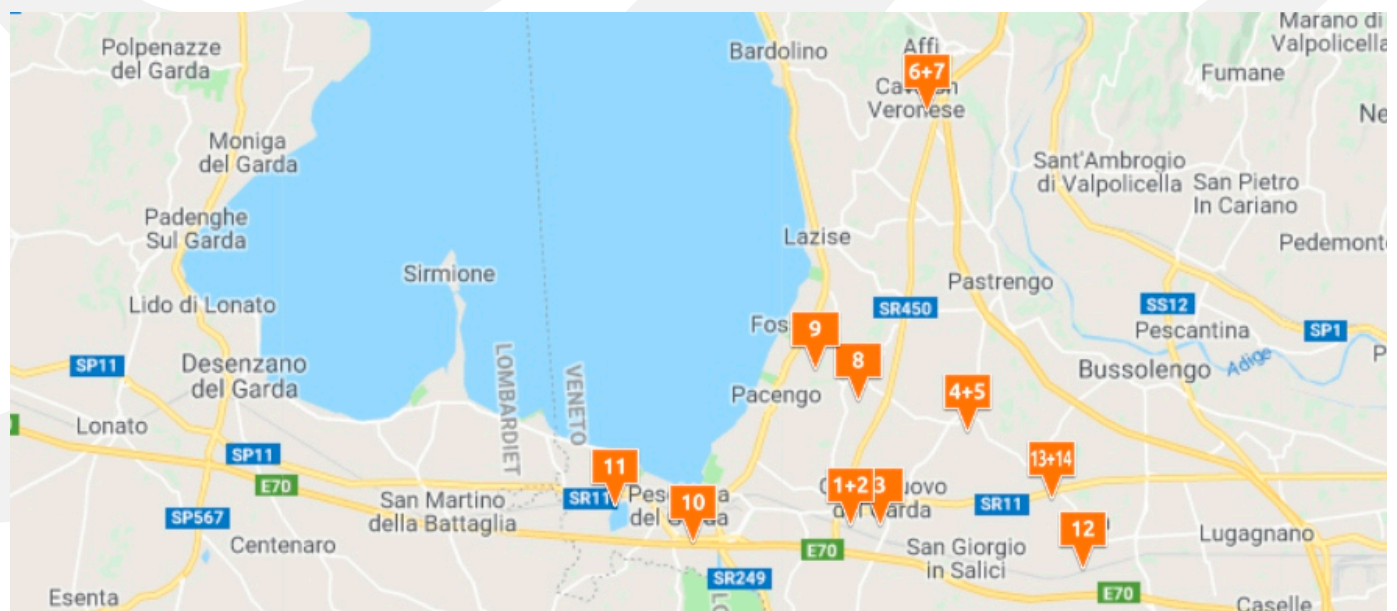 Polpenazze
del Garda
Bardolino
Affi
Marano di
Valpolicella
6+7
Fumane
Veronese
Moniga
del Garda
Sant'Ambrogio
di Valpolicella
San Pietro
In Cariano
Padenghe
Sul Garda
Lazise
Pedemont
Sirmione
Pastrengo
Lido di Lonato
SR450
SS12
SP1
9
Pescantina
SP11
Desenzano
del Garda
LOMBARDIET
VENETO
8
Adige
Bussolengo
Pacengo
4+5
Lonato
SP11
E70
11
13+14
San Martino
della Battaglia
SR11
10
1+2
3
SR11
SP567
Centenaro
12
E70
San Giorgio
in Salici
Lugagnano
SR249
E70
Esenta
Caselle